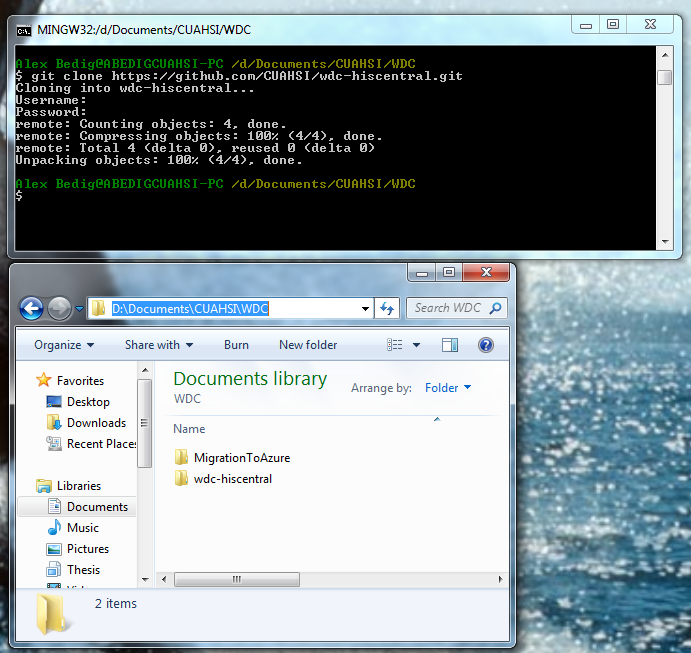 MINGW32:/d/Documents/CUAHSI/WDC
Alex Bedig@ABEDIGCUAHSI-PC /d/Documents/CUAHSI/WDC
$ git clone https://github.com/CUAHSI/wdc-hiscentral.git
Cloning into wdc-hiscentral...
Username:
Password:
remote: Counting objects: 4, done.
remote: Compressing objects: 100% (4/4), done.
remote: Total 4 (delta 0), reused 0 (delta 0)
Unpacking objects: 100% (4/4), done.
Alex Bedig@ABEDIGCUAHSI-PC /d/Documents/CUAHSI/WDC
$
D:\Documents\CUAHSI\WDC
Search WDC
Organize
Share with
Burn
New folder
Favorites
Desktop
Downloads
Recent Places
Libraries
Documents
Music
Pictures
Thesis
Documents library
WDC
Arrange by: Folder
Name
MigrationToAzure
wdc-hiscentral
2 items